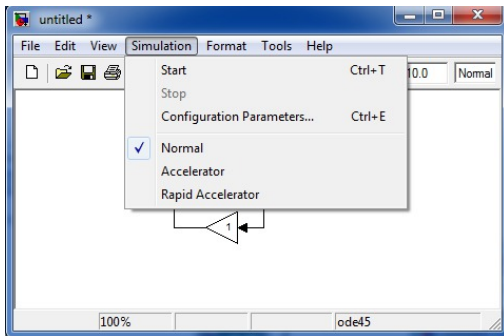 untitled *
File Edit View Simulation Format Tools Help
10.0 Normal
Start Ctrl+T
Stop
Configuration Parameters... Ctrl+E
Normal
Accelerator
Rapid Accelerator
1
100% ode45